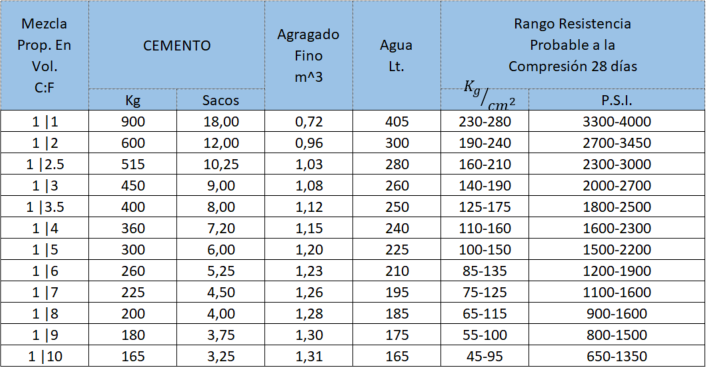 Mezcla Prop. En Vol. C:F | CEMENTO | Agragado Fino m^3 | Agua Lt. | Rango Resistencia Probable a la Compresión 28 días
Kg | Sacos | Kg/cm² | P.S.I.
1 |1 900 18,00 0,72 405 230-280 3300-4000
1 |2 600 12,00 0,96 300 190-240 2700-3450
1 |2.5 515 10,25 1,03 280 160-210 2300-3000
1 |3 450 9,00 1,08 260 140-190 2000-2700
1 |3.5 400 8,00 1,12 250 125-175 1800-2500
1 |4 360 7,20 1,15 240 110-160 1600-2300
1 |5 300 6,00 1,20 225 100-150 1500-2200
1 |6 260 5,25 1,23 210 85-135 1200-1900
1 |7 225 4,50 1,26 195 75-125 1100-1600
1 |8 200 4,00 1,28 185 65-115 900-1600
1 |9 180 3,75 1,30 175 55-100 800-1500
1 |10 165 3,25 1,31 165 45-95 650-1350